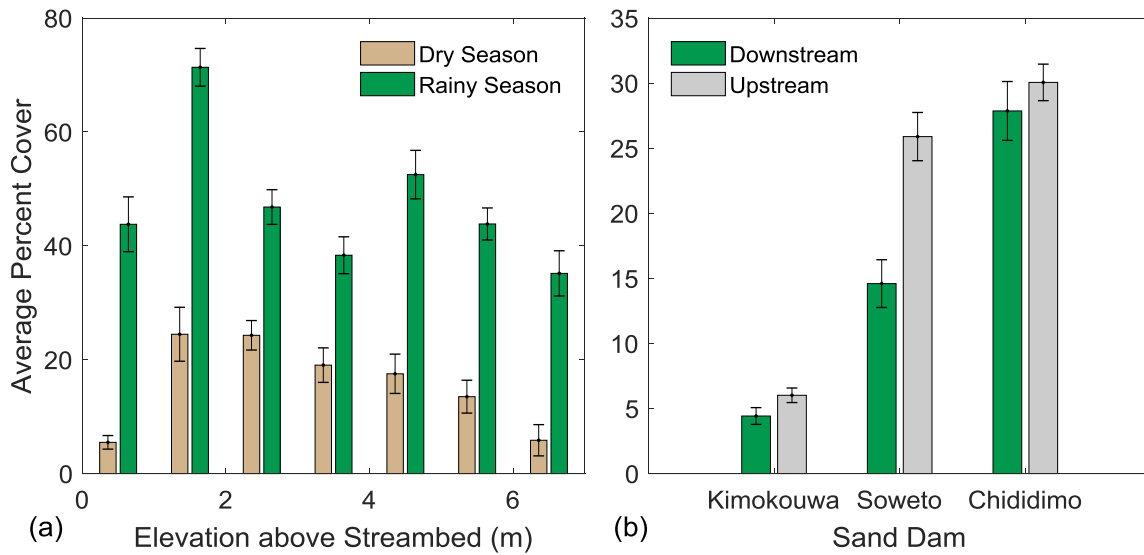 80
60
40
20
0
Average Percent Cover
Dry Season
Rainy Season
0 2 4 6
(a) Elevation above Streambed (m)
35
30
25
20
15
10
5
0
Downstream
Upstream
Kimokouwa Soweto Chididimo
(b) Sand Dam